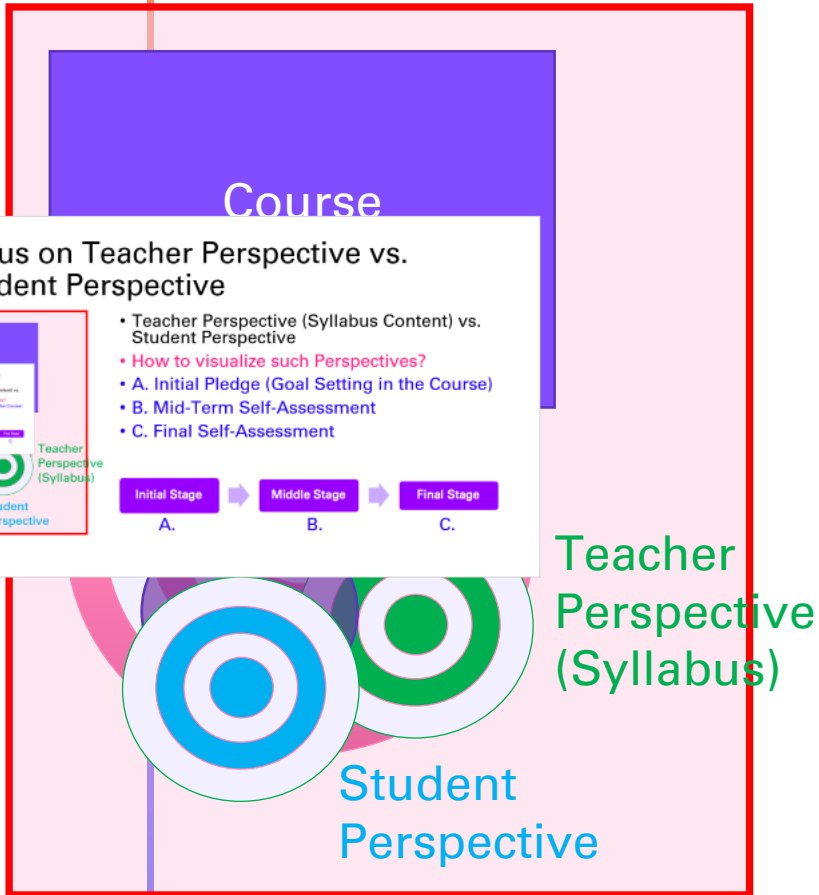 Course
us on Teacher Perspective vs.
dent Perspective
• Teacher Perspective (Syllabus Content) vs.
Student Perspective
• How to visualize such Perspectives?
• A. Initial Pledge (Goal Setting in the Course)
• B. Mid-Term Self-Assessment
• C. Final Self-Assessment
Teacher
Perspective
(Syllabus)
udent
rspective
Initial Stage
Middle Stage
Final Stage
A.
B.
C.
Teacher
Perspective
(Syllabus)
Student
Perspective